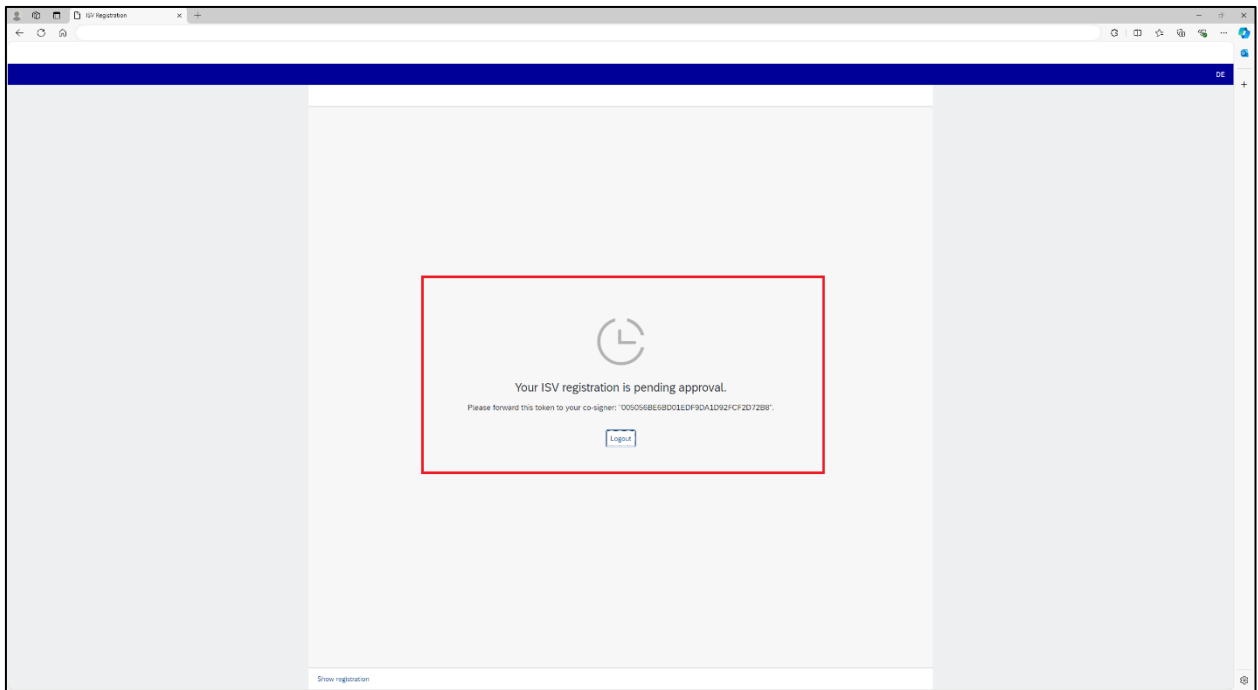 ISV Registration
DE
Your ISV registration is pending approval.
Please forward this token to your co-signer: "005056BE6BD01EDF9DA1D92FCF2D72B8".
Logout
Show registration